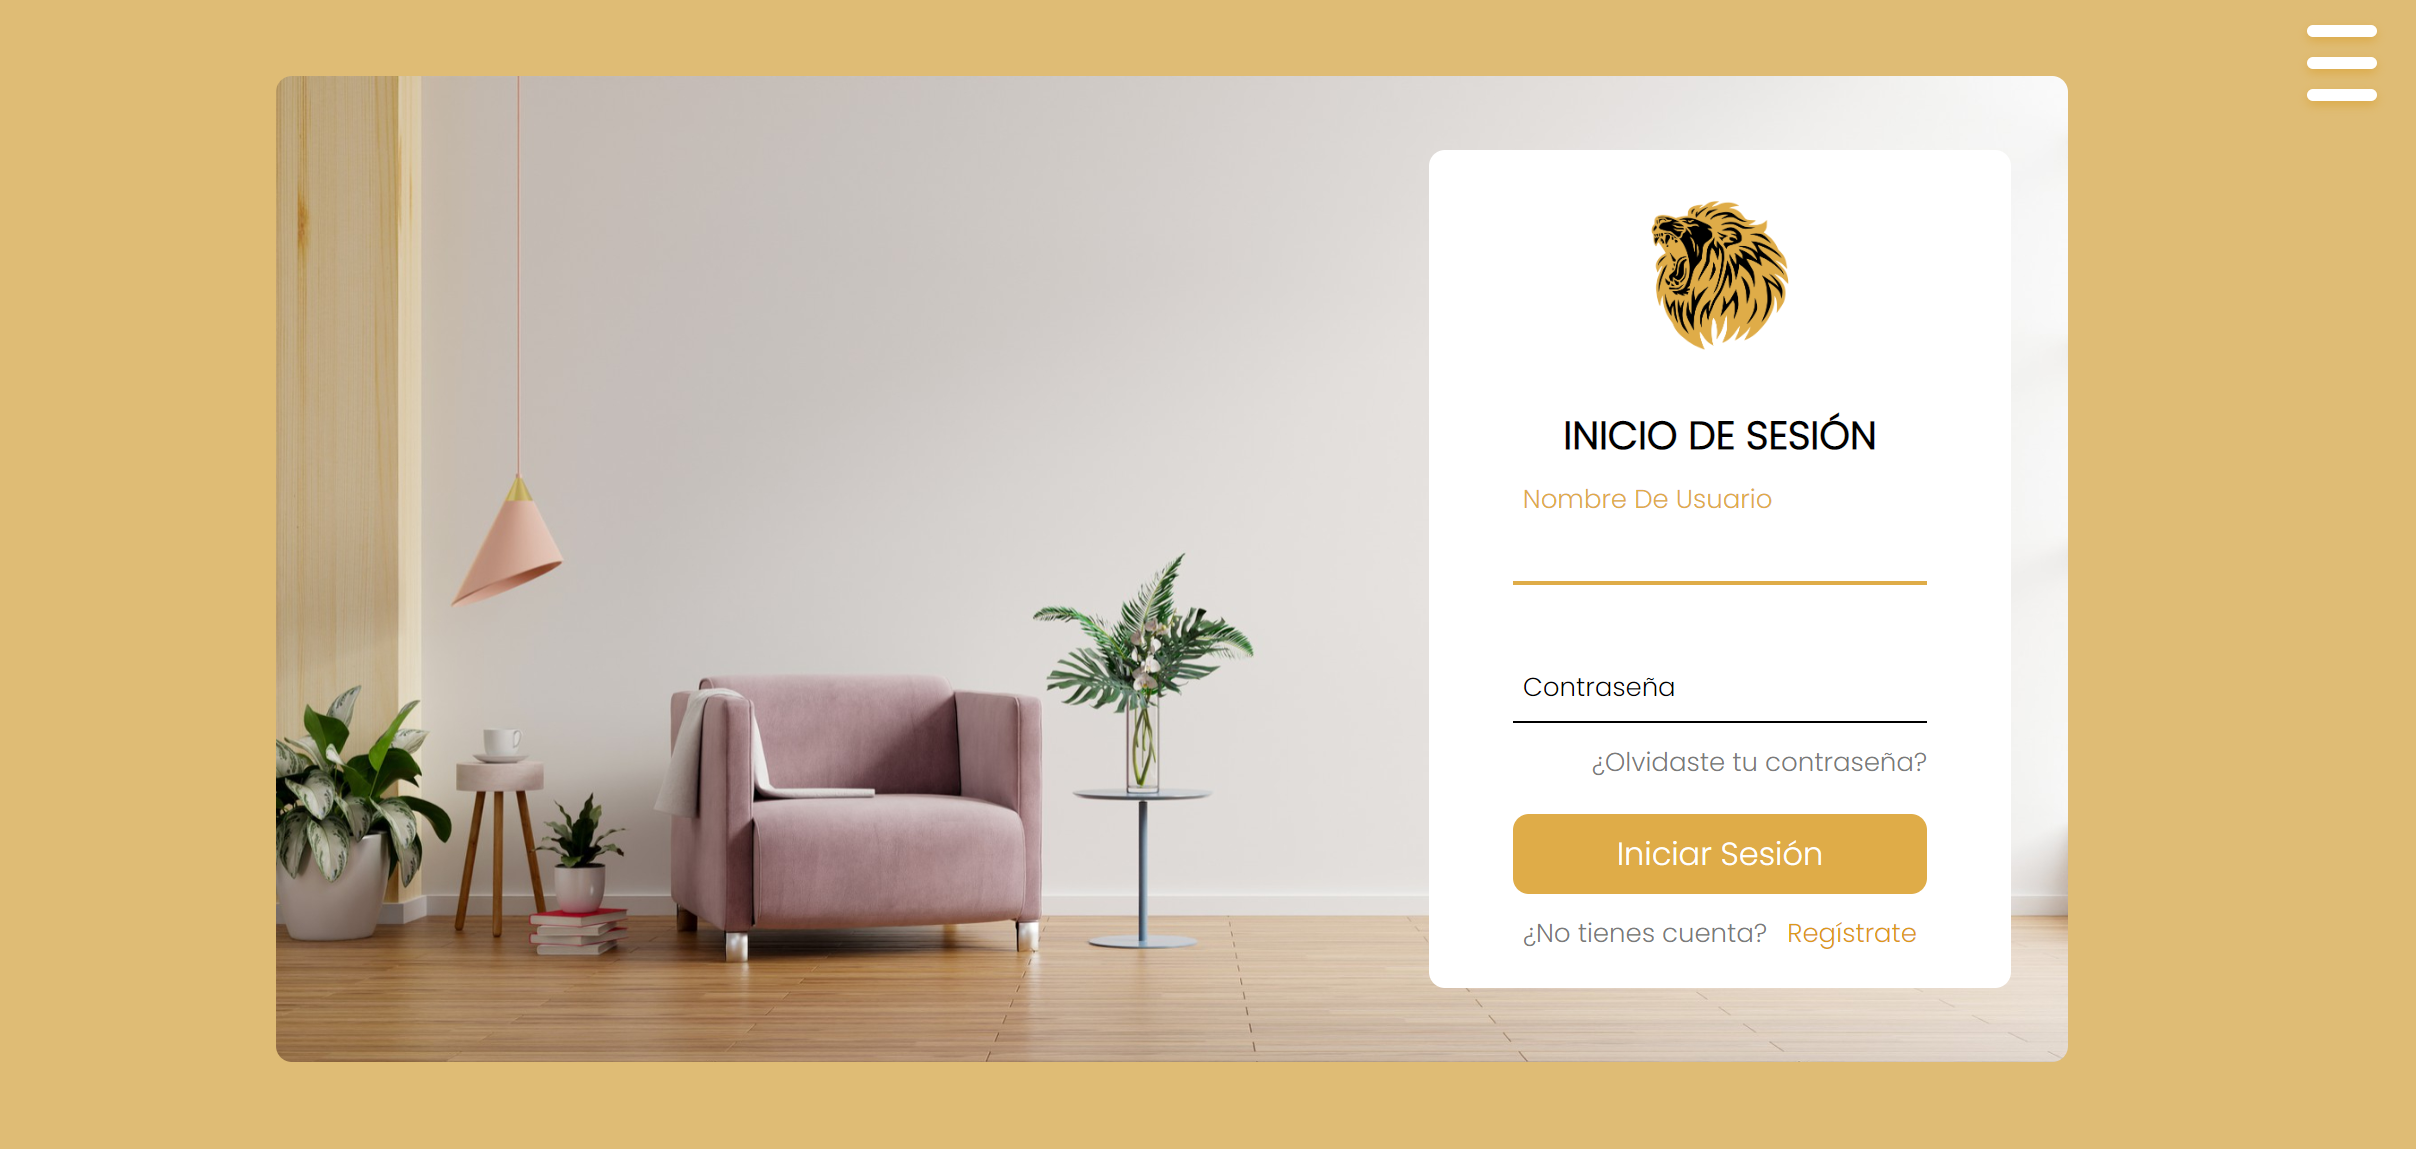 INICIO DE SESIÓN
Nombre De Usuario
Contraseña
¿Olvidaste tu contraseña?
Iniciar Sesión
¿No tienes cuenta? Regístrate